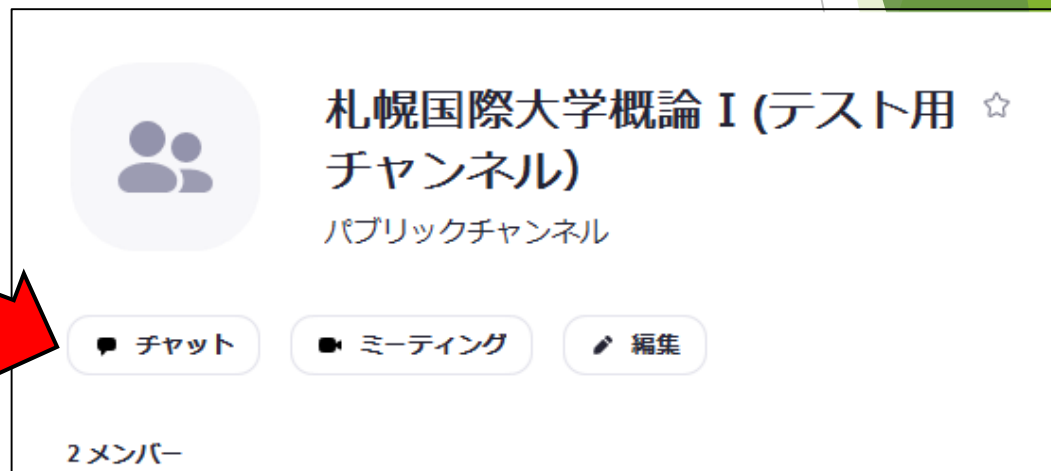 札幌国際大学概論Ⅰ(テスト用
チャンネル)
パブリックチャンネル
チャット ミーティング 編集
2 メンバー